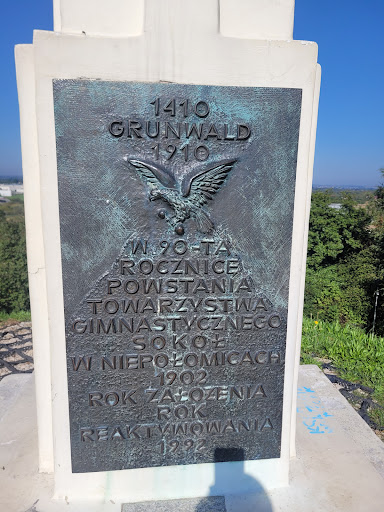 1410
GRUNWALD
1910
W 90-TĄ
ROCZNICĘ
POWSTANIA
TOWARZYSTWA
GIMNASTYCZNEGO
SOKÓŁ
W NIEPOŁOMICACH
1902
ROK ZAŁOŻENIA
ROK
REAKTYWOWANIA
1992